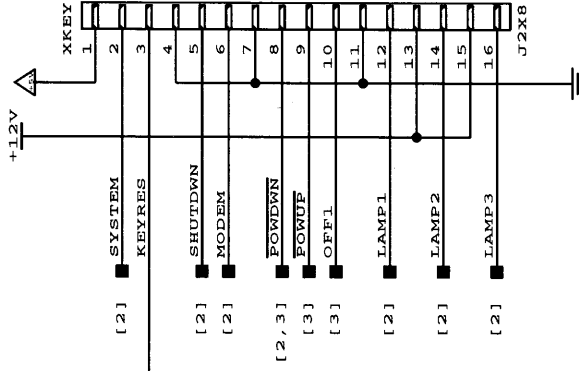 XKEY
1
2
3
4
5
6
7
8
9
10
11
12
13
14
15
16
J2X8
+5V
+12V
SYSTEM
KEYRES
SHUTDWN
MODEM
POWDWN
POWUP
OFF1
LAMP1
LAMP2
LAMP3
[2]
[2]
[2]
[2,3]
[3]
[3]
[2]
[2]
[2]